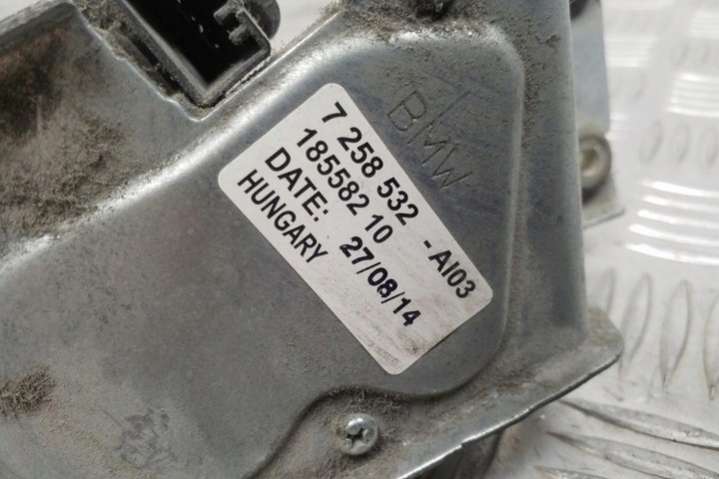 BMW
7 258 532 -AI03
185582 10
DATE: 27/08/14
HUNGARY